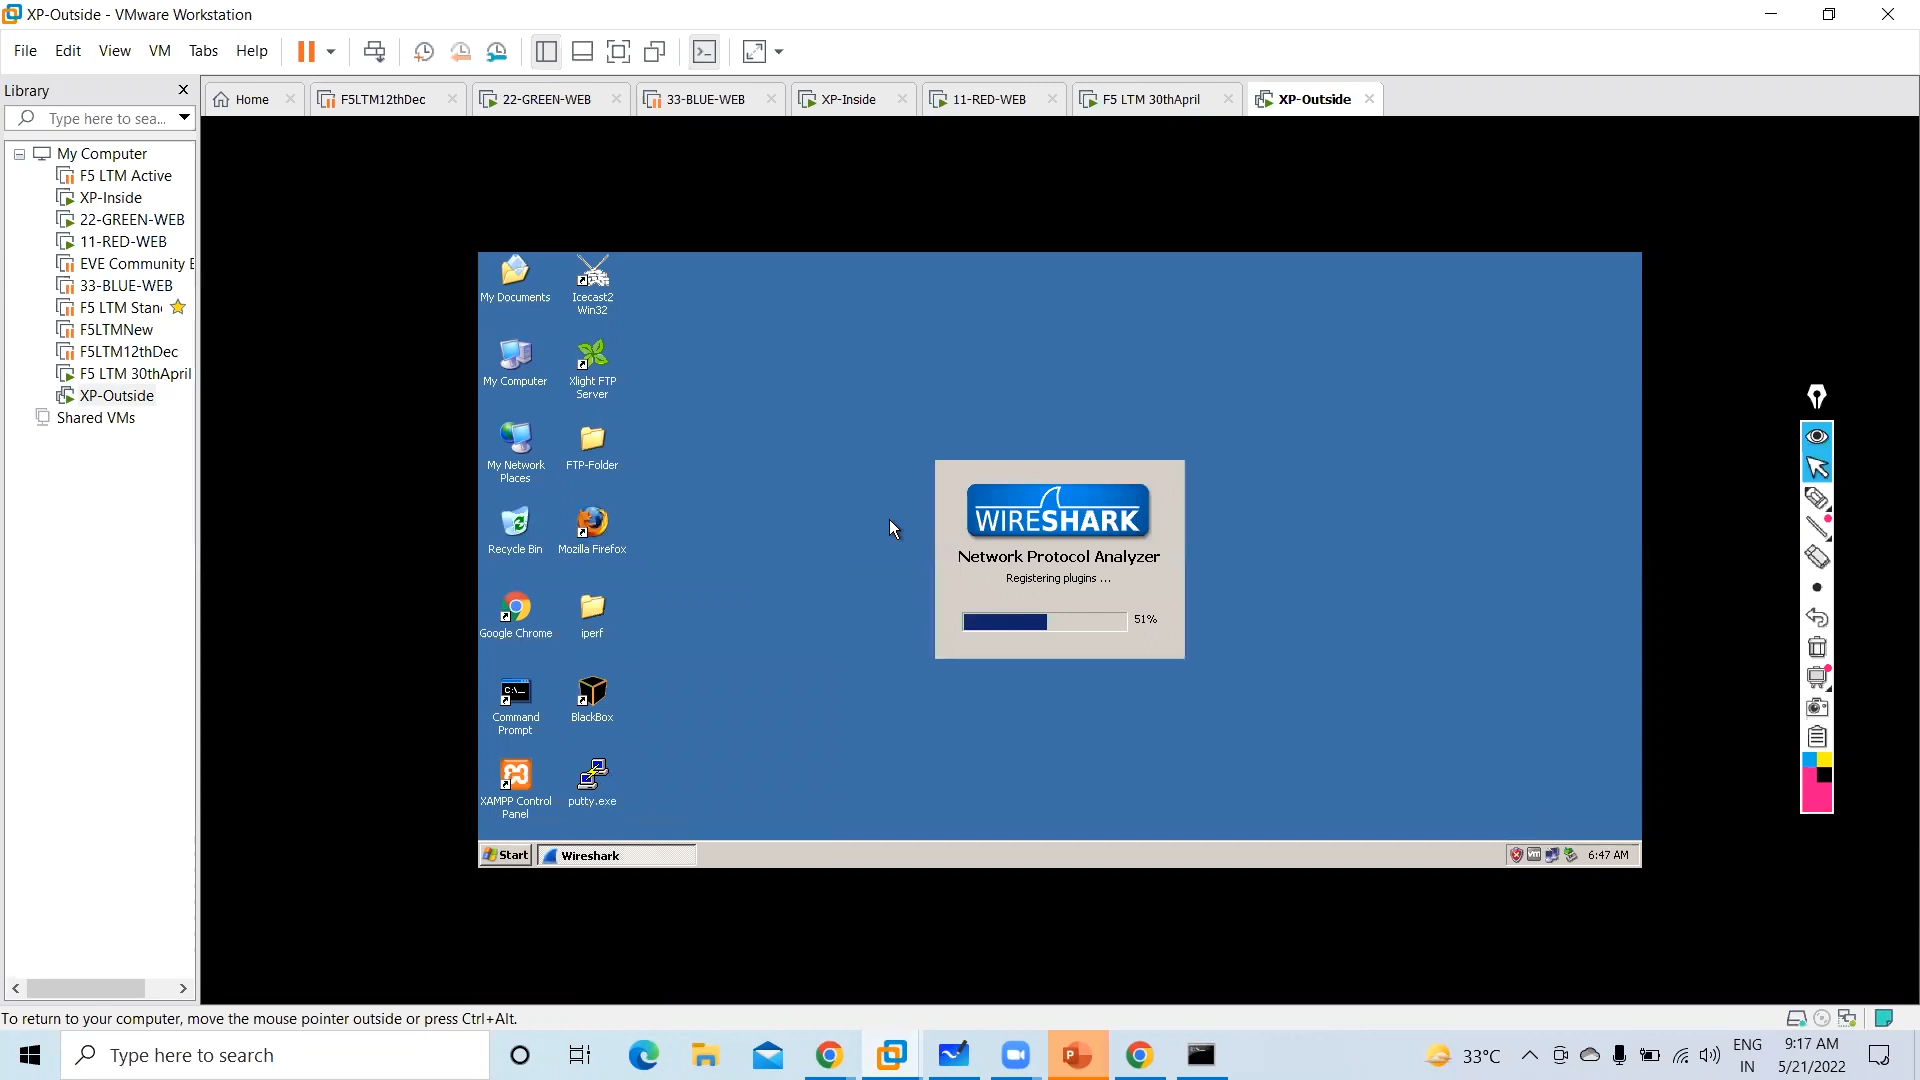 XP-Outside - VMware Workstation
File Edit View VM Tabs Help
Library
Type here to sea...
Home
F5LTM12thDec
22-GREEN-WEB
33-BLUE-WEB
XP-Inside
11-RED-WEB
F5 LTM 30thApril
XP-Outside
My Computer
F5 LTM Active
XP-Inside
22-GREEN-WEB
11-RED-WEB
EVE Community E
33-BLUE-WEB
F5 LTM Stan
F5LTMNew
F5LTM12thDec
F5 LTM 30thApril
XP-Outside
Shared VMs
My Documents
Icecast2
Win32
My Computer
Xlight FTP
Server
My Network
Places
FTP-Folder
Recycle Bin
Mozilla Firefox
Google Chrome
iperf
C:\_
Command
Prompt
BlackBox
XAMPP Control
Panel
putty.exe
WIRESHARK
Network Protocol Analyzer
Registering plugins ...
51%
Start
Wireshark
6:47 AM
To return to your computer, move the mouse pointer outside or press Ctrl+Alt.
Type here to search
33°C
ENG
IN
9:17 AM
5/21/2022